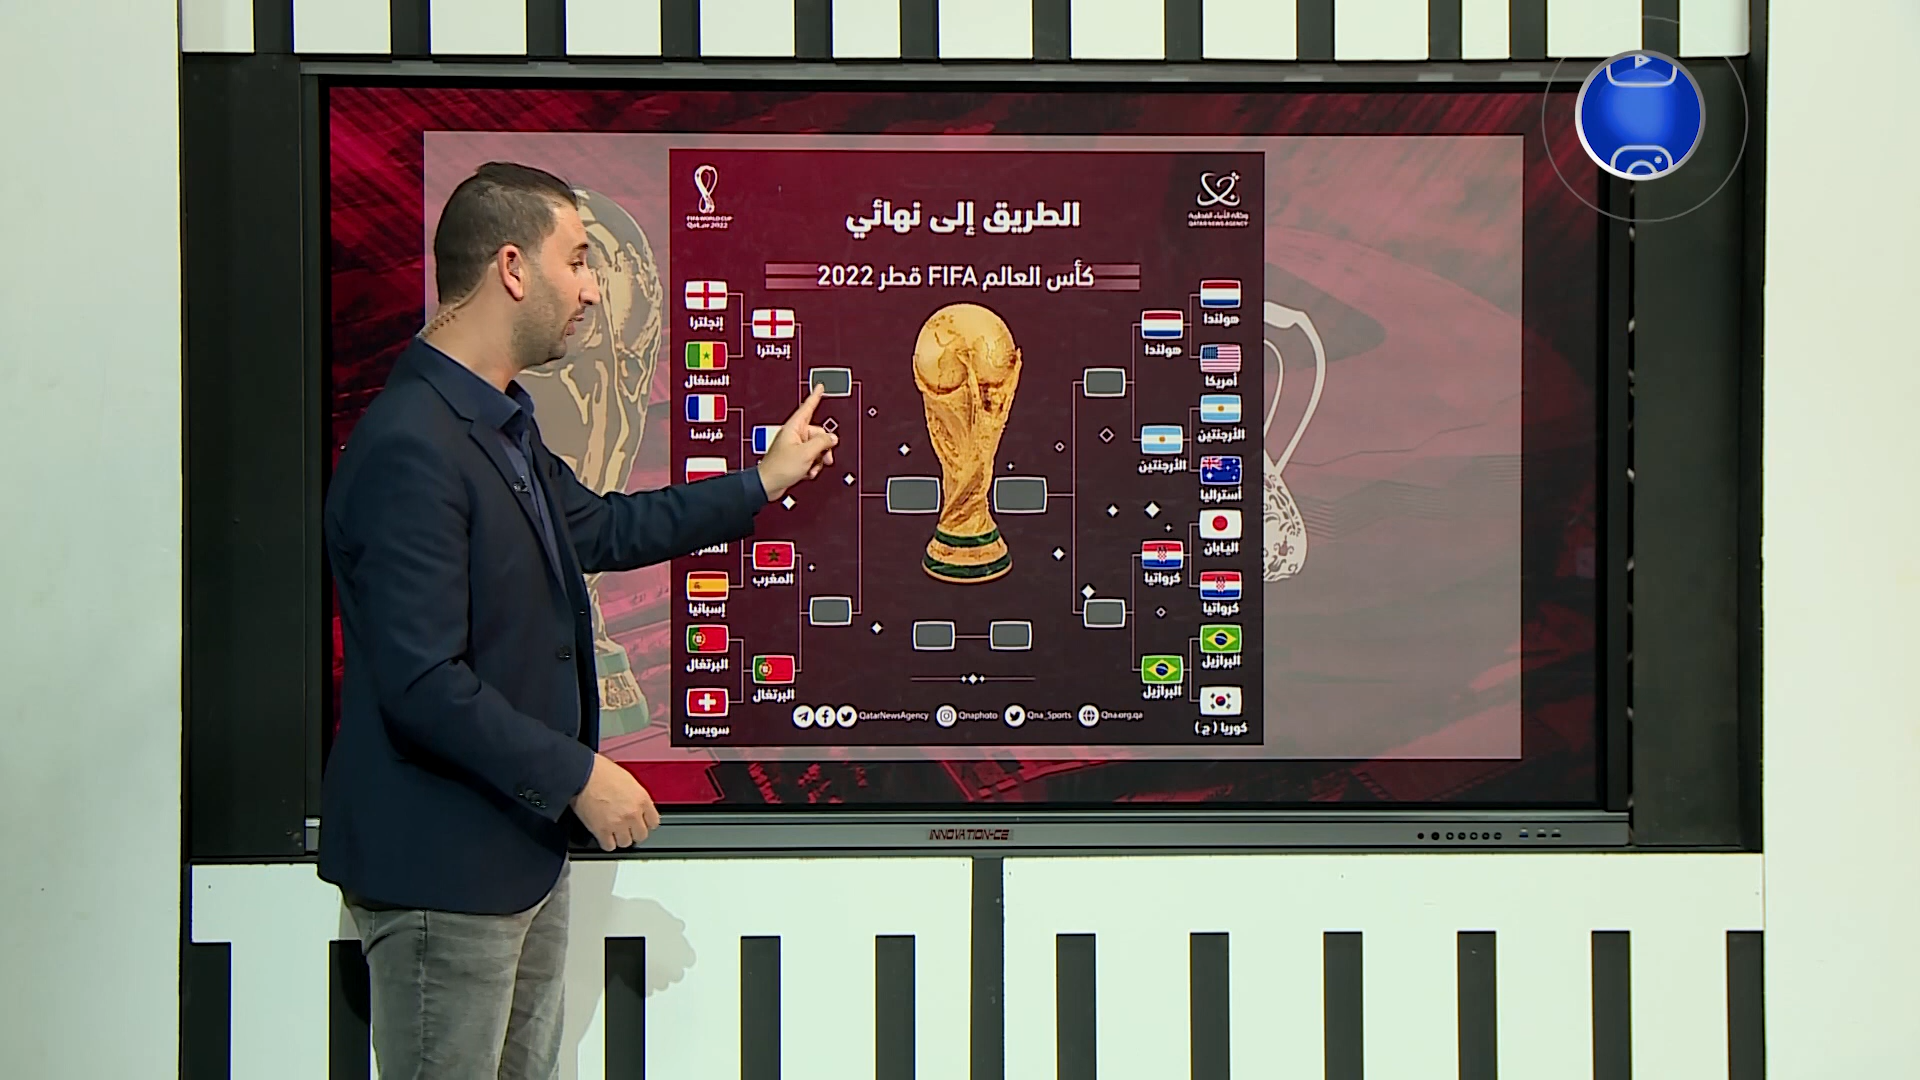 FIFA WORLD CUP
Qatar 2022
وكالة الأنباء القطرية
QATAR NEWS AGENCY
الطريق إلى نهائي
كأس العالم FIFA قطر 2022
إنجلترا
السنغال
فرنسا
إسبانيا
البرتغال
سويسرا
إنجلترا
المغرب
البرتغال
هولندا
الأرجنتين
كرواتيا
البرازيل
هولندا
أمريكا
الأرجنتين
أستراليا
اليابان
كرواتيا
البرازيل
كوريا ( ج )
QatarNewsAgency
Qnaphoto
Qna_Sports
Qna.org.qa
INNOVATION-CE